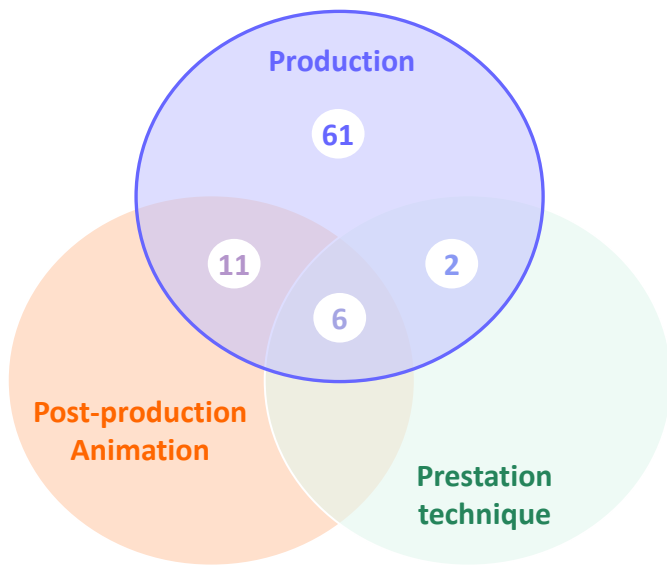 Production
61
11
2
6
Post-production
Animation
Prestation
technique